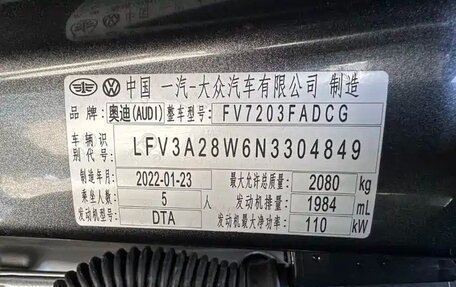 中国 一汽-大众汽车有限公司 制造
品牌: 奥迪(AUDI) 整车型号: FV7203FADCG
车辆识别代号: LFV3A28W6N3304849
制造年月 2022-01-23 最大允许总质量 2080 kg
乘坐人数 5 人 发动机排量 1984 mL
发动机型号 DTA 发动机最大净功率 110 kW